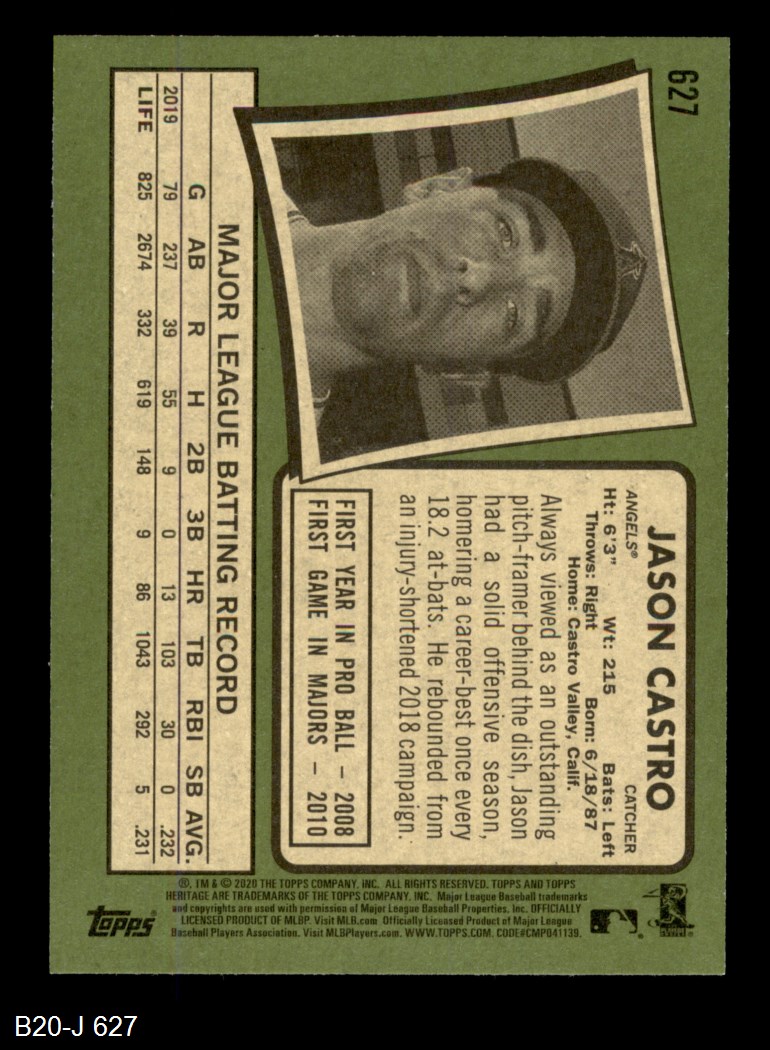 627
JASON CASTRO
ANGELS® CATCHER
Ht: 6'3" Wt: 215 Bats: Left
Throws: Right Born: 6/18/87
Home: Castro Valley, Calif.
Always viewed as an outstanding
pitch-framer behind the dish, Jason
had a solid offensive season,
homering a career-best once every
18.2 at-bats. He rebounded from
an injury-shortened 2018 campaign.
FIRST YEAR IN PRO BALL – 2008
FIRST GAME IN MAJORS – 2010
MAJOR LEAGUE BATTING RECORD
G AB R H 2B 3B HR TB RBI SB AVG.
2019 79 237 39 55 9 0 13 103 30 0 .232
LIFE 825 2674 332 619 148 9 86 1043 292 5 .231
®, TM & © 2020 THE TOPPS COMPANY, INC. ALL RIGHTS RESERVED. TOPPS AND TOPPS
HERITAGE ARE TRADEMARKS OF THE TOPPS COMPANY, INC. Major League Baseball trademarks
and copyrights are used with permission of Major League Baseball Properties, Inc. OFFICIALLY
LICENSED PRODUCT OF MLBP. Visit MLB.com. Officially Licensed Product of Major League
Baseball Players Association. Visit MLBPlayers.com. WWW.TOPPS.COM. CODE#CMP041139.
topps®
B20-J 627